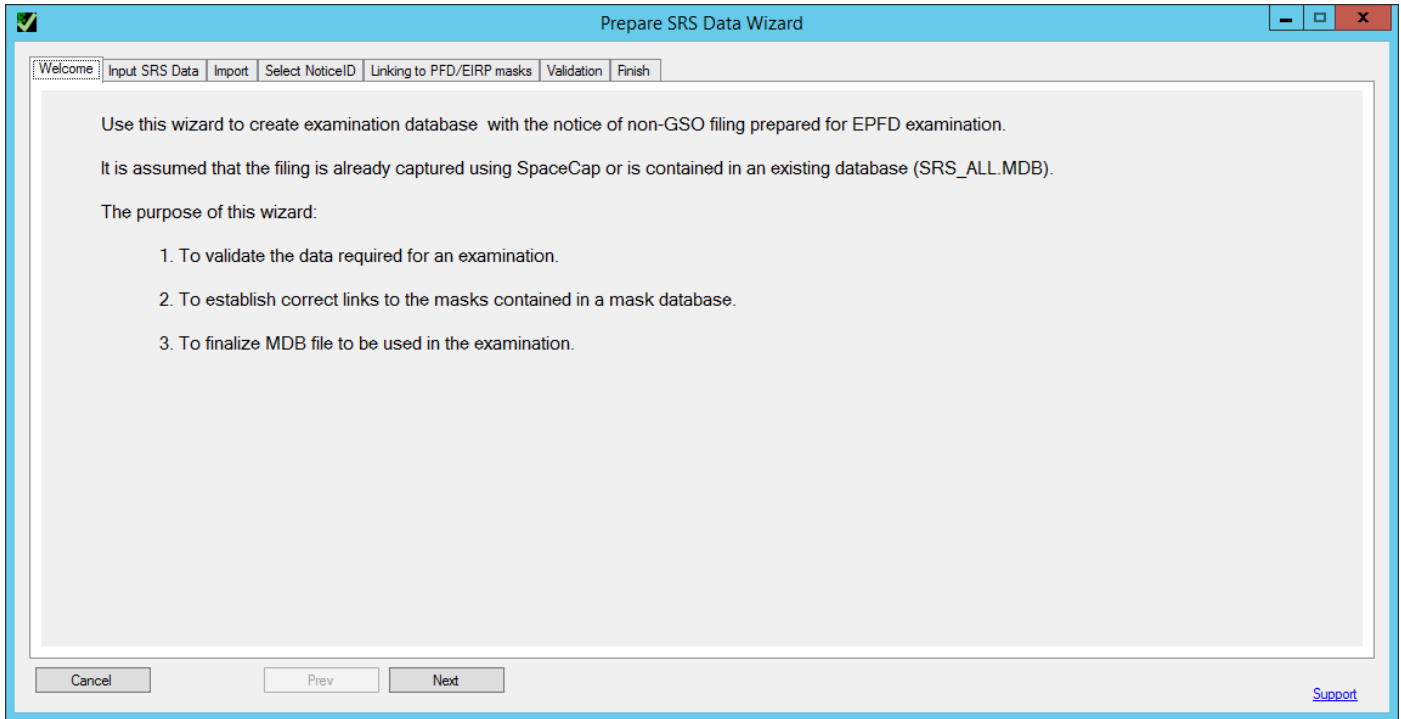 Prepare SRS Data Wizard
Welcome Input SRS Data Import Select NoticeID Linking to PFD/EIRP masks Validation Finish
Use this wizard to create examination database with the notice of non-GSO filing prepared for EPFD examination.
It is assumed that the filing is already captured using SpaceCap or is contained in an existing database (SRS_ALL.MDB).
The purpose of this wizard:
1. To validate the data required for an examination.
2. To establish correct links to the masks contained in a mask database.
3. To finalize MDB file to be used in the examination.
Cancel Prev Next
Support